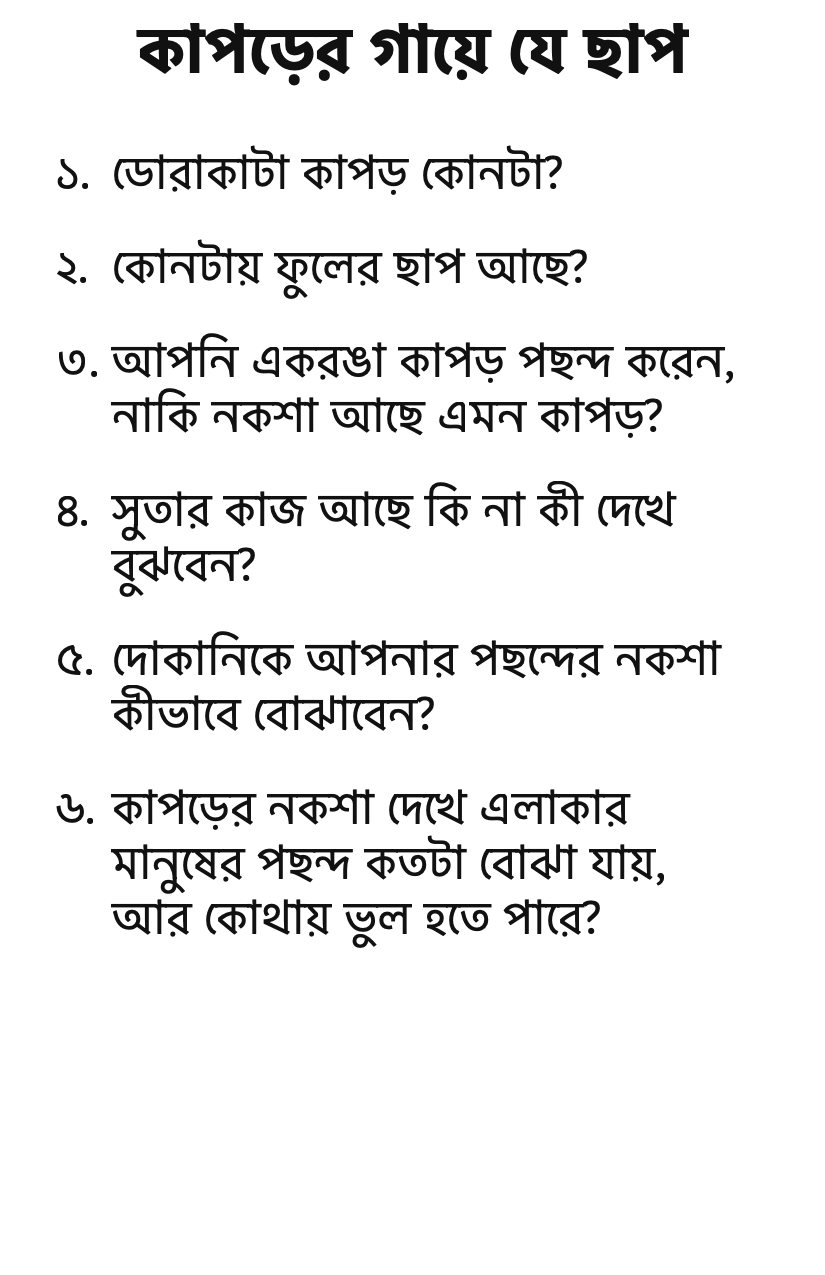 কাপড়ের গায়ে যে ছাপ
১. ডোরাকাটা কাপড় কোনটা?
২. কোনটায় ফুলের ছাপ আছে?
৩. আপনি একরঙা কাপড় পছন্দ করেন,
নাকি নকশা আছে এমন কাপড়?
৪. সুতার কাজ আছে কি না কী দেখে
বুঝবেন?
৫. দোকানিকে আপনার পছন্দের নকশা
কীভাবে বোঝাবেন?
৬. কাপড়ের নকশা দেখে এলাকার
মানুষের পছন্দ কতটা বোঝা যায়,
আর কোথায় ভুল হতে পারে?